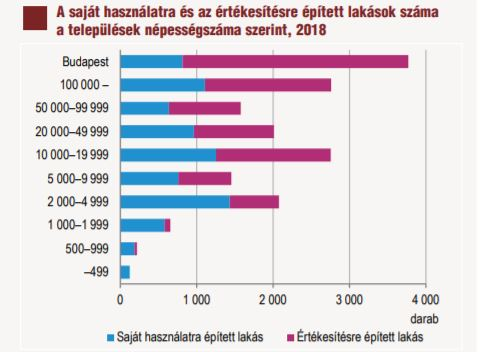 A saját használatra és az értékesítésre épített lakások száma
a települések népességszáma szerint, 2018
Budapest
100 000 –
50 000–99 999
20 000–49 999
10 000–19 999
5 000–9 999
2 000–4 999
1 000–1 999
500–999
–499
0 1 000 2 000 3 000 4 000
darab
Saját használatra épített lakás Értékesítésre épített lakás